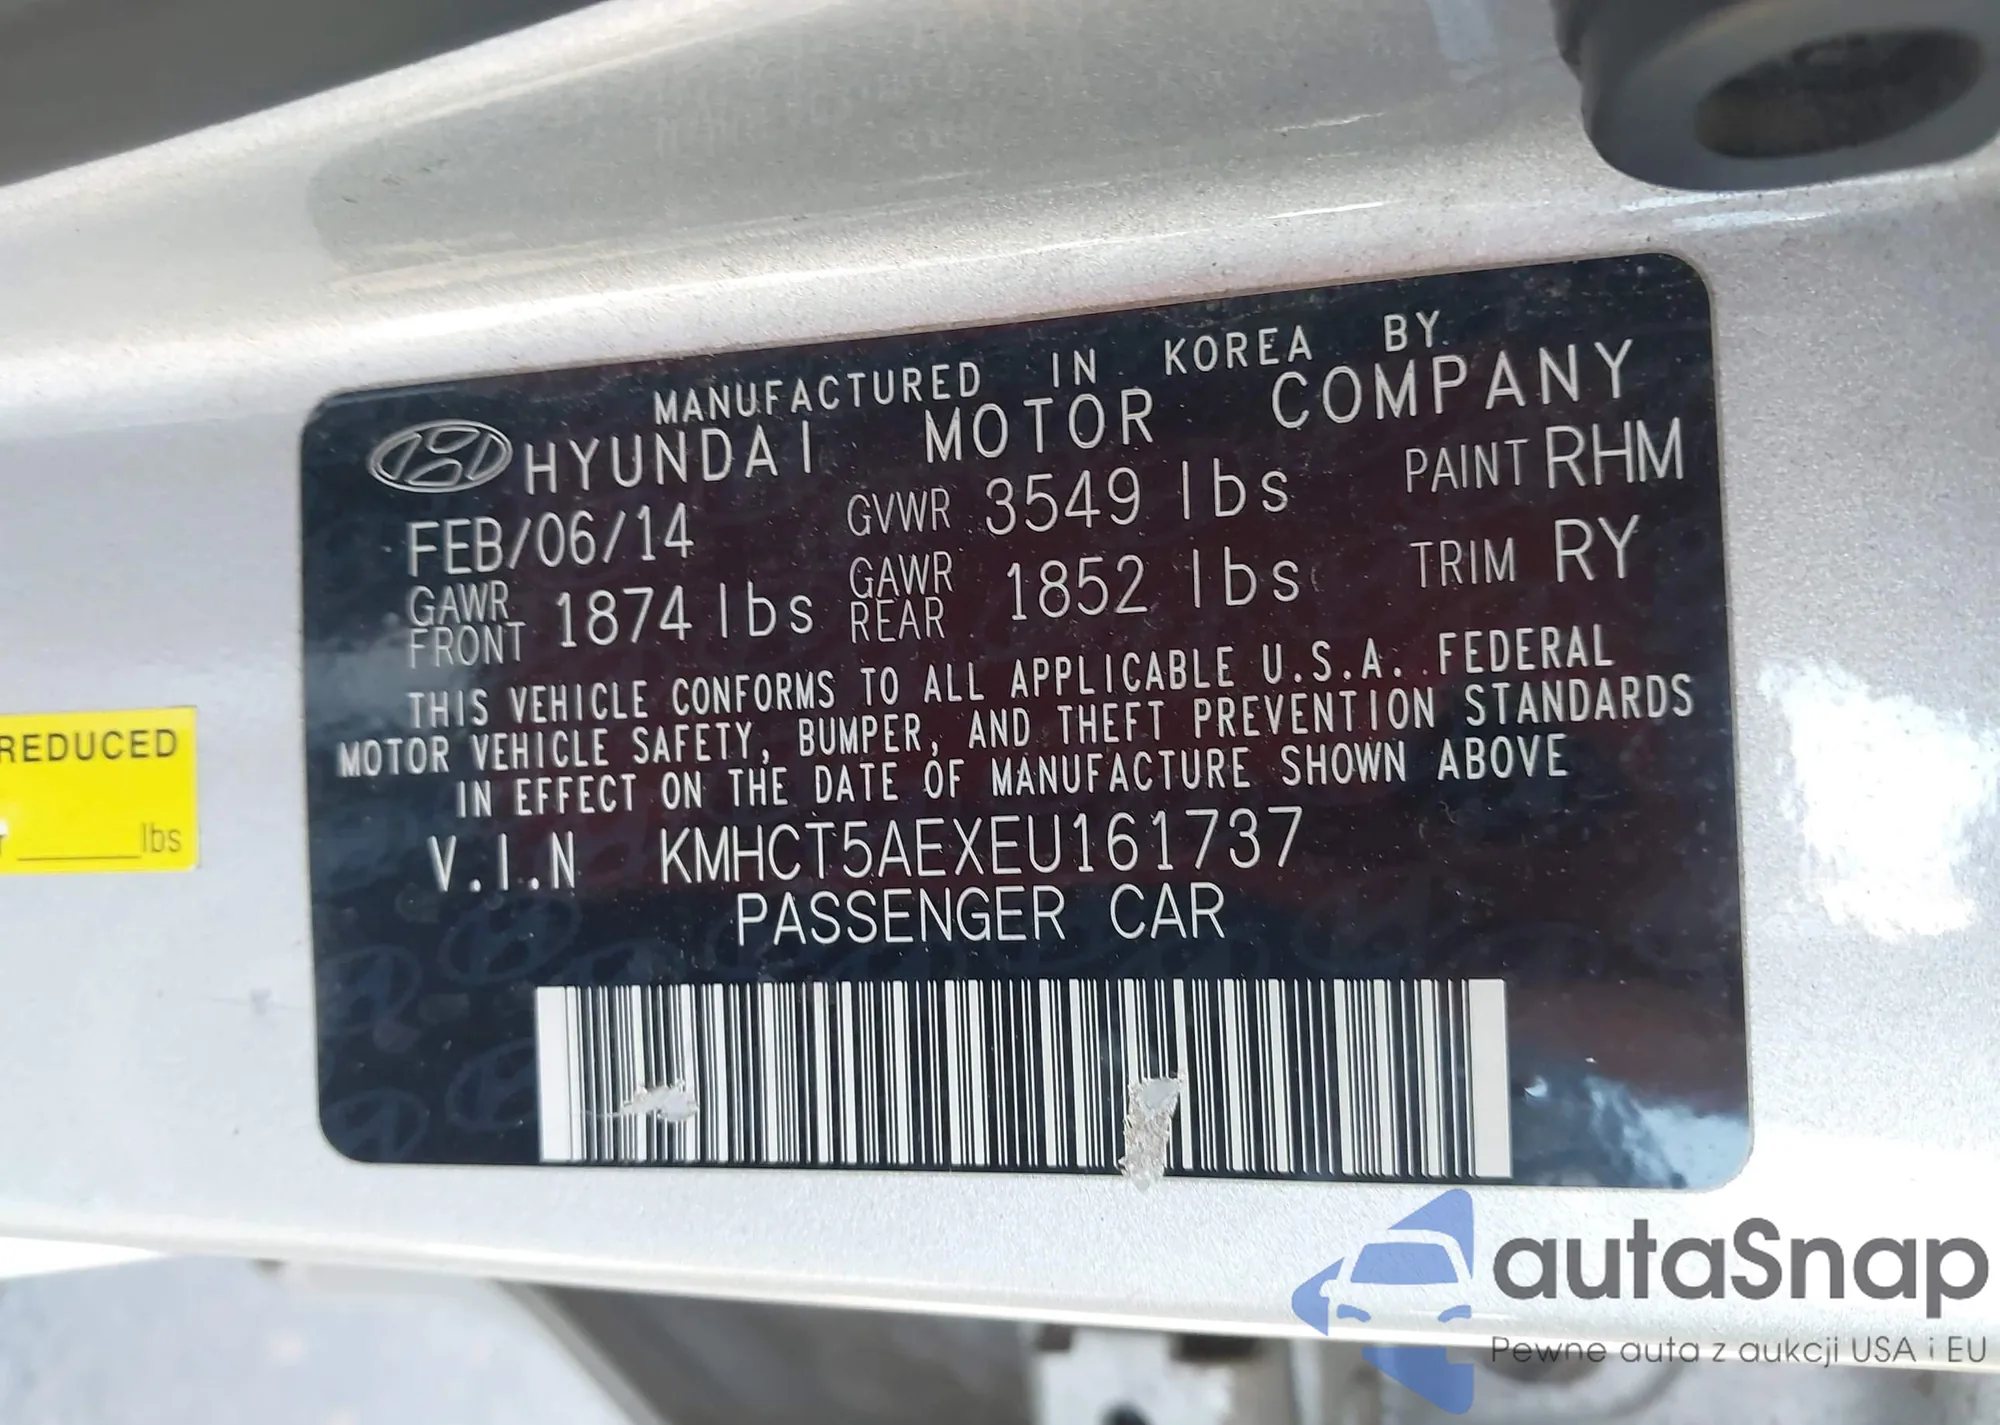 MANUFACTURED IN KOREA BY
HYUNDAI MOTOR COMPANY
FEB/06/14 GVWR 3549 lbs PAINT RHM
GAWR FRONT 1874 lbs GAWR REAR 1852 lbs TRIM RY
THIS VEHICLE CONFORMS TO ALL APPLICABLE U.S.A. FEDERAL
MOTOR VEHICLE SAFETY, BUMPER, AND THEFT PREVENTION STANDARDS
IN EFFECT ON THE DATE OF MANUFACTURE SHOWN ABOVE
V.I.N KMHCT5AEXEU161737
PASSENGER CAR
REDUCED
lbs
autoSnap
Pewne auta z aukcji USA i EU